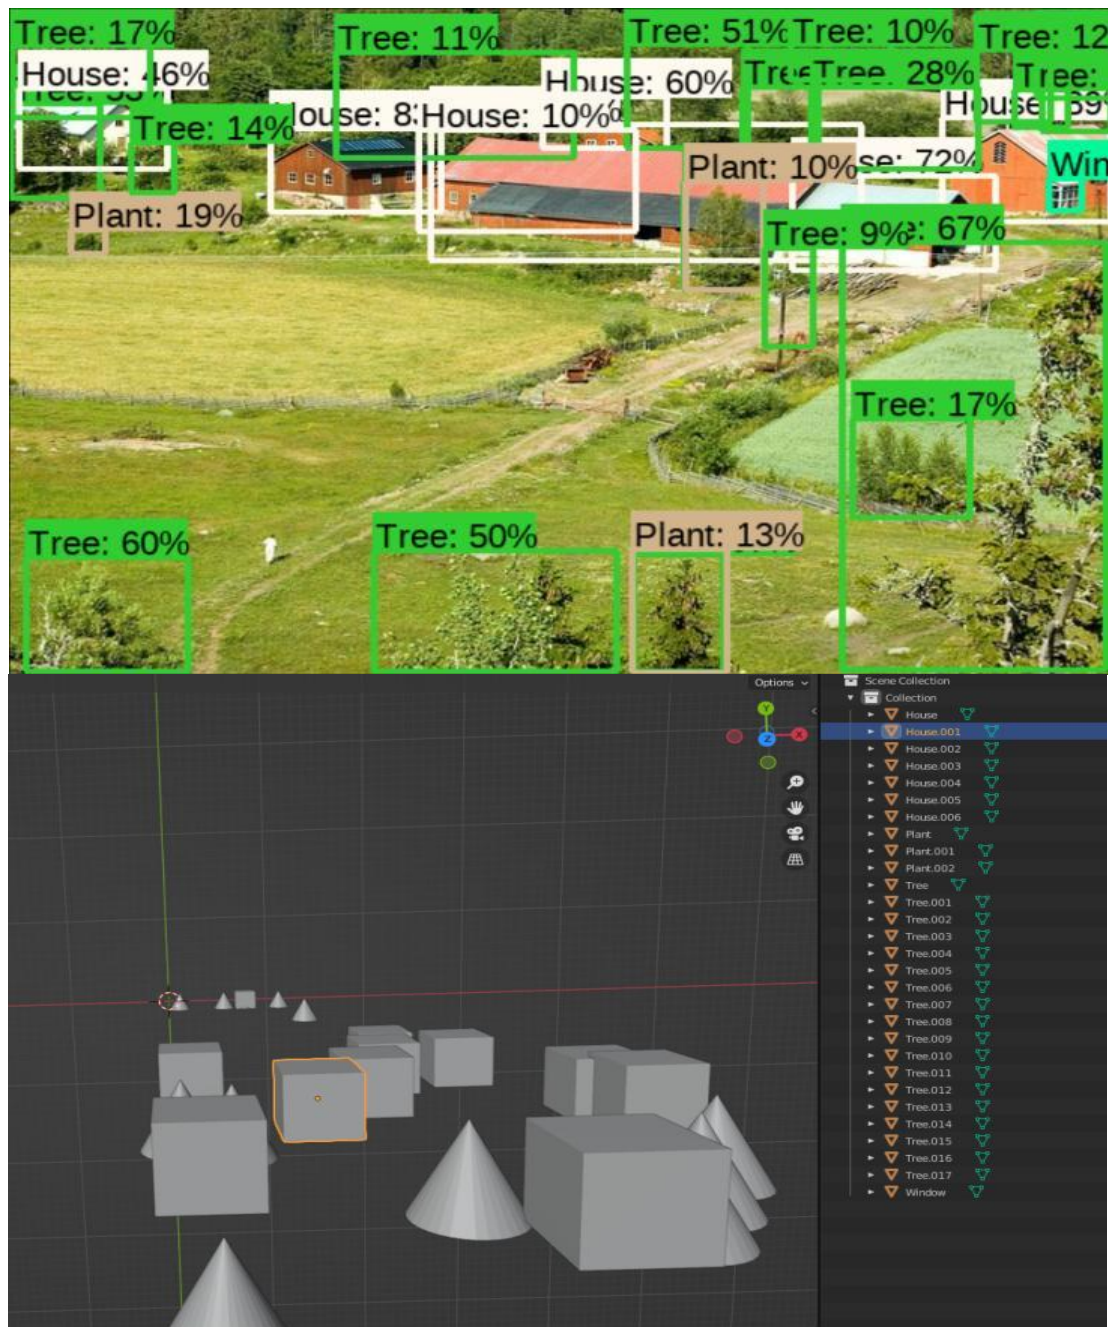 Tree: 17%
Tree: 11%
Tree: 51%
Tree: 10%
Tree: 12
House: 46%
House: 60%
Tree: 28%
Tree:
Tree: 14%
House: 10%
72%
Plant: 10%
Win
Plant: 19%
Tree: 9%
67%
Tree: 17%
Tree: 60%
Tree: 50%
Plant: 13%
Options
Y
Z
X
Scene Collection
Collection
House
House.001
House.002
House.003
House.004
House.005
House.006
Plant
Plant.001
Plant.002
Tree
Tree.001
Tree.002
Tree.003
Tree.004
Tree.005
Tree.006
Tree.007
Tree.008
Tree.009
Tree.010
Tree.011
Tree.012
Tree.013
Tree.014
Tree.015
Tree.016
Tree.017
Window